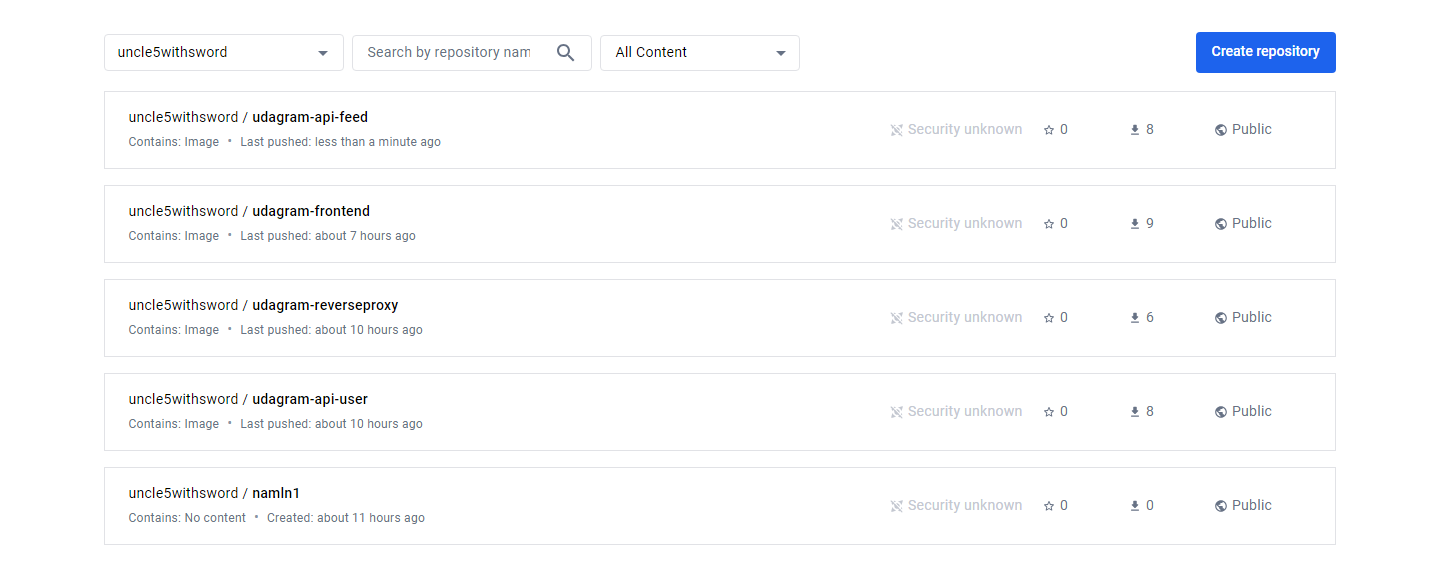 uncle5withsword Search by repository nam All Content Create repository
uncle5withsword / udagram-api-feed
Contains: Image • Last pushed: less than a minute ago
Security unknown 0 8 Public
uncle5withsword / udagram-frontend
Contains: Image • Last pushed: about 7 hours ago
Security unknown 0 9 Public
uncle5withsword / udagram-reverseproxy
Contains: Image • Last pushed: about 10 hours ago
Security unknown 0 6 Public
uncle5withsword / udagram-api-user
Contains: Image • Last pushed: about 10 hours ago
Security unknown 0 8 Public
uncle5withsword / namln1
Contains: No content • Created: about 11 hours ago
Security unknown 0 0 Public